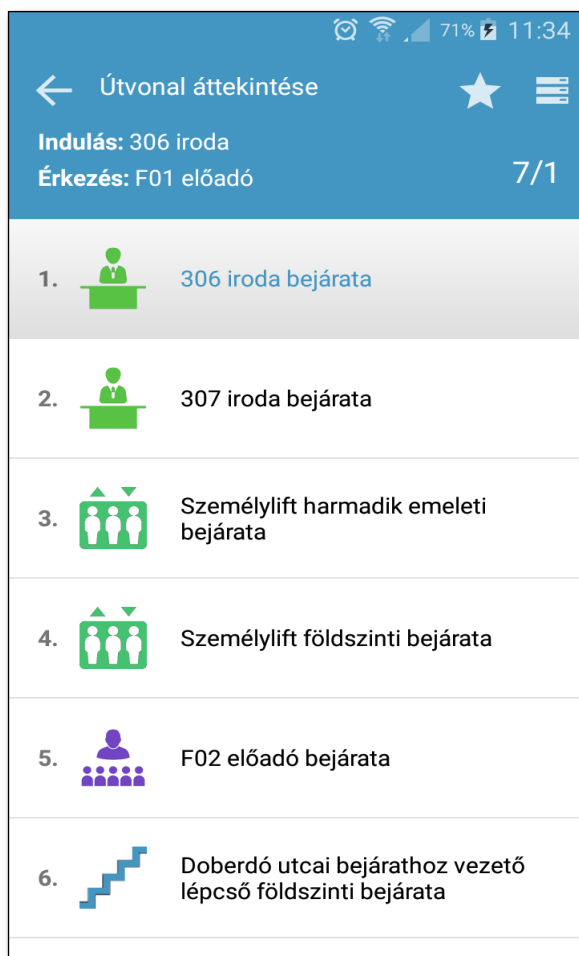 71% 11:34
Útvonal áttekintése
Indulás: 306 iroda
Érkezés: F01 előadó 7/1
1. 306 iroda bejárata
2. 307 iroda bejárata
3. Személylift harmadik emeleti
bejárata
4. Személylift földszinti bejárata
5. F02 előadó bejárata
6. Doberdó utcai bejárathoz vezető
lépcső földszinti bejárata